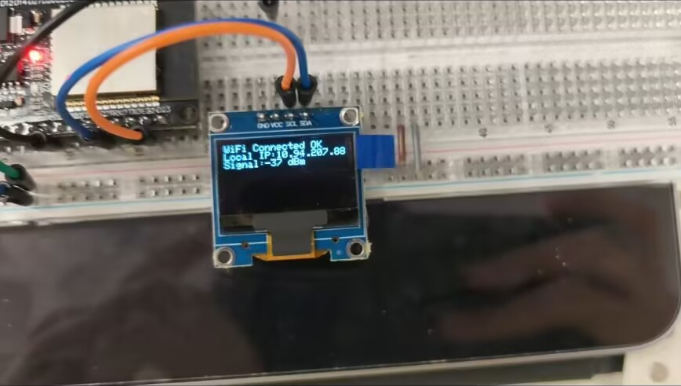 GND VCC SCL SDA
WiFi Connected OK
Local IP:10.94.207.88
Signal:-37 dBm